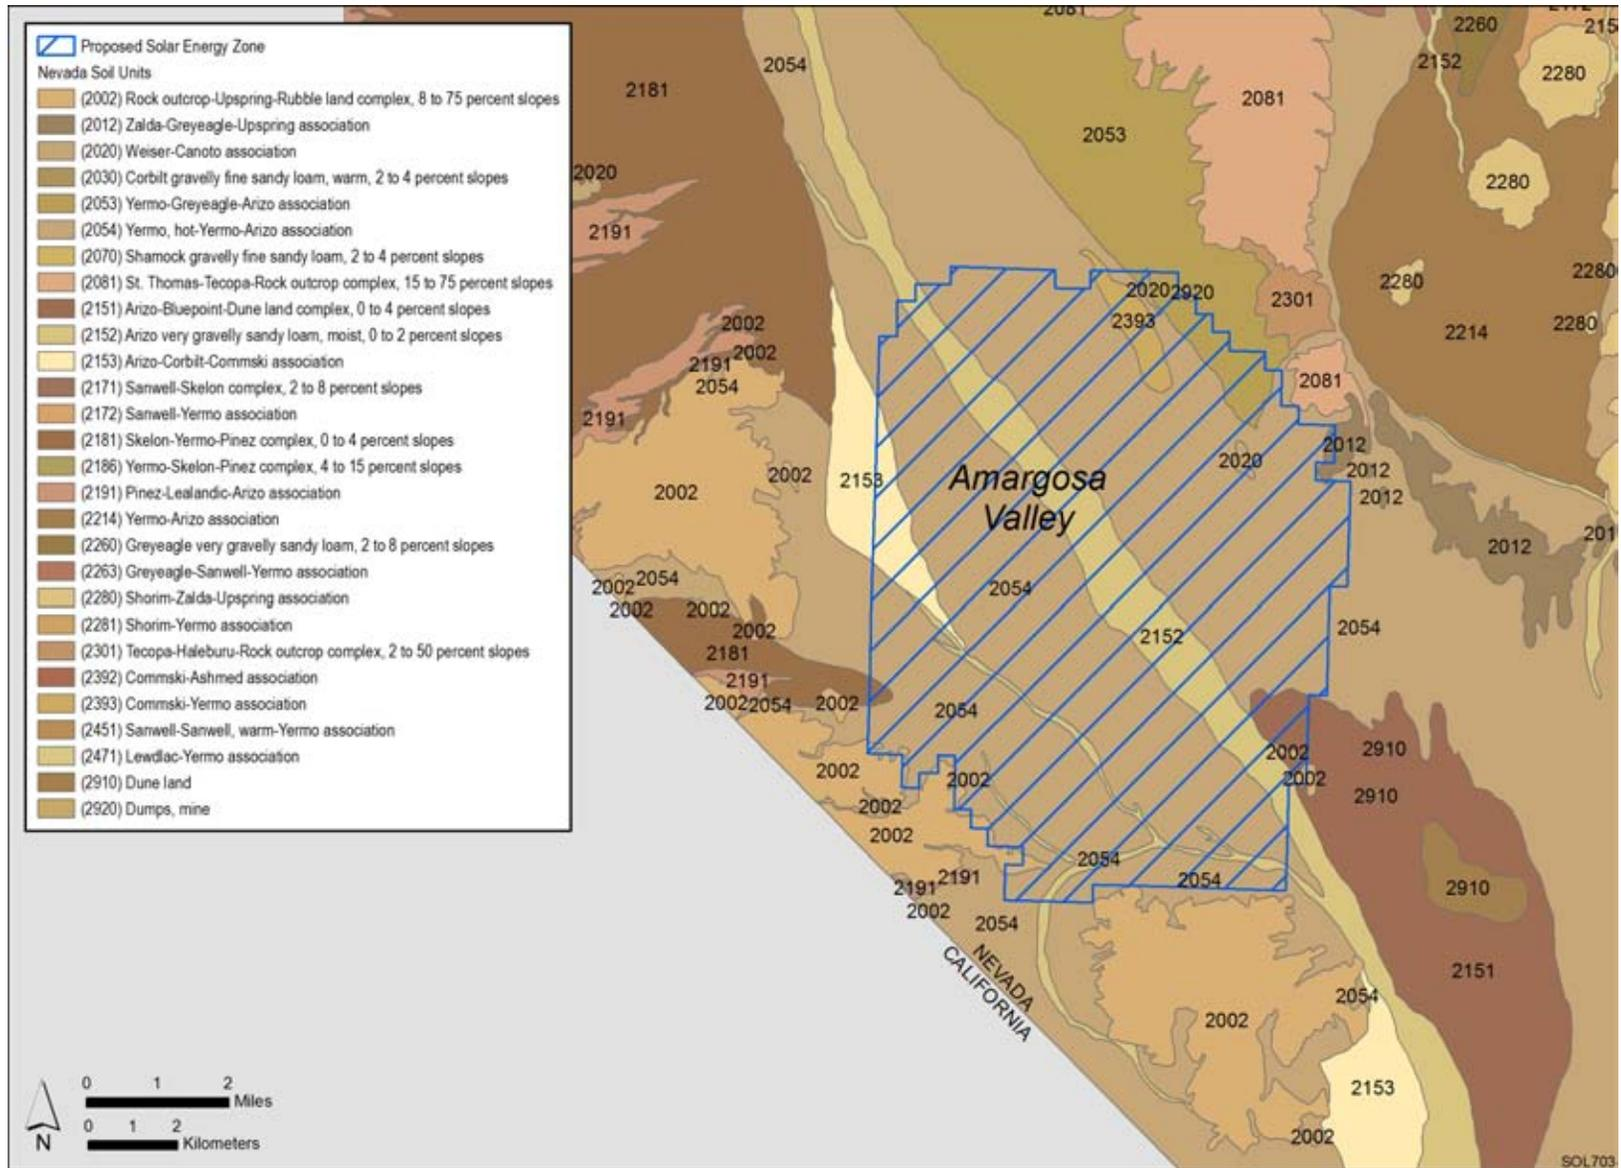 Proposed Solar Energy Zone
Nevada Soil Units
(2002) Rock outcrop-Upspring-Rubble land complex, 8 to 75 percent slopes
(2012) Zalda-Greyeagle-Upspring association
(2020) Weiser-Canoto association
(2030) Corbilt gravelly fine sandy loam, warm, 2 to 4 percent slopes
(2053) Yermo-Greyeagle-Arizo association
(2054) Yermo, hot-Yermo-Arizo association
(2070) Shamock gravelly fine sandy loam, 2 to 4 percent slopes
(2081) St. Thomas-Tecopa-Rock outcrop complex, 15 to 75 percent slopes
(2151) Arizo-Bluepoint-Dune land complex, 0 to 4 percent slopes
(2152) Arizo very gravelly sandy loam, moist, 0 to 2 percent slopes
(2153) Arizo-Corbilt-Commski association
(2171) Sanwell-Skelon complex, 2 to 8 percent slopes
(2172) Sanwell-Yermo association
(2181) Skelon-Yermo-Pinez complex, 0 to 4 percent slopes
(2186) Yermo-Skelon-Pinez complex, 4 to 15 percent slopes
(2191) Pinez-Lealandic-Arizo association
(2214) Yermo-Arizo association
(2260) Greyeagle very gravelly sandy loam, 2 to 8 percent slopes
(2263) Greyeagle-Sanwell-Yermo association
(2280) Shorim-Zalda-Upspring association
(2281) Shorim-Yermo association
(2301) Tecopa-Haleburu-Rock outcrop complex, 2 to 50 percent slopes
(2392) Commski-Ashmed association
(2393) Commski-Yermo association
(2451) Sanwell-Sanwell, warm-Yermo association
(2471) Lewdlac-Yermo association
(2910) Dune land
(2920) Dumps, mine
2081
2260
215
2054
2152
2280
2181
2081
2053
2020
2280
2191
2280
2280
2020 2920
2301
2393
2280
2002
2214
2002
2191
2054
2081
2191
2012
2020
2012
2002
2153
Amargosa
Valley
2002
2012
201
2012
2054
2002
2054
2002
2002
2054
2002
2152
2181
2191
2002 2054
2002
2054
2002
2910
2002
2002
2002
2910
2002
2002
2054
2191
2191
2054
2910
2002
2054
NEVADA
CALIFORNIA
2151
2054
2002
2153
2002
0 1 2
Miles
0 1 2
Kilometers
N
SOL703